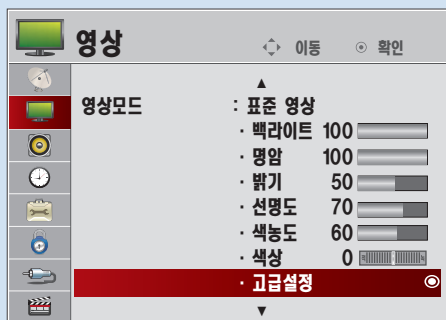 영상
이동 확인
영상모드 : 표준 영상
· 백라이트 100
· 명암 100
· 밝기 50
· 선명도 70
· 색농도 60
· 색상 0
· 고급설정